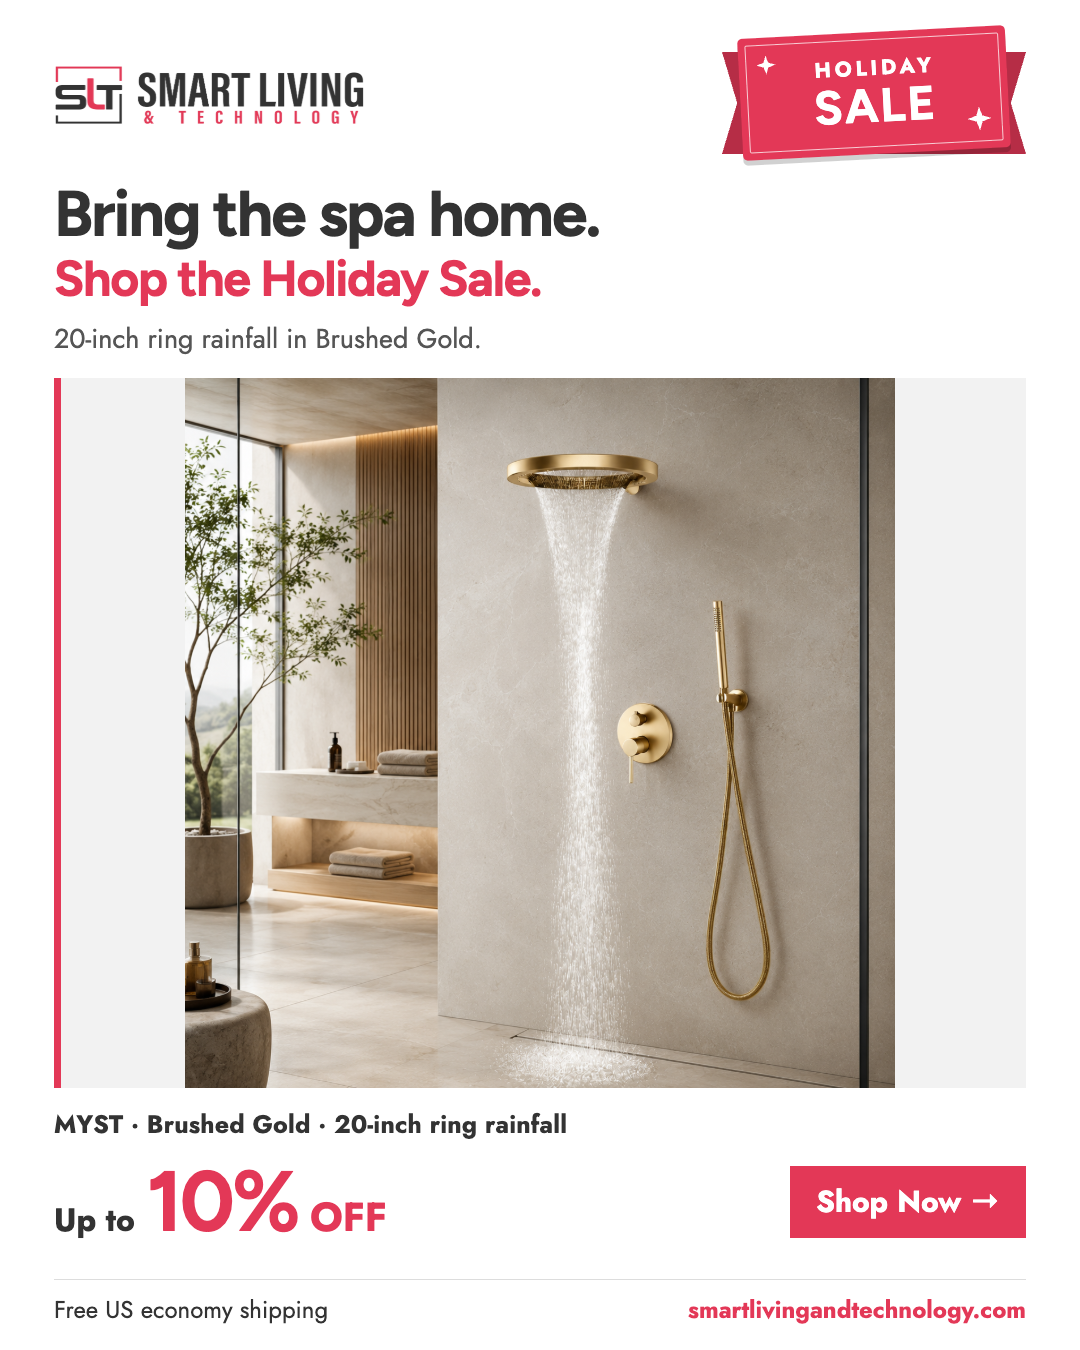 SLT
SMART LIVING
& TECHNOLOGY
HOLIDAY
SALE
Bring the spa home.
Shop the Holiday Sale.
20-inch ring rainfall in Brushed Gold.
MYST · Brushed Gold · 20-inch ring rainfall
Up to 10% OFF
Shop Now →
Free US economy shipping
smartlivingandtechnology.com